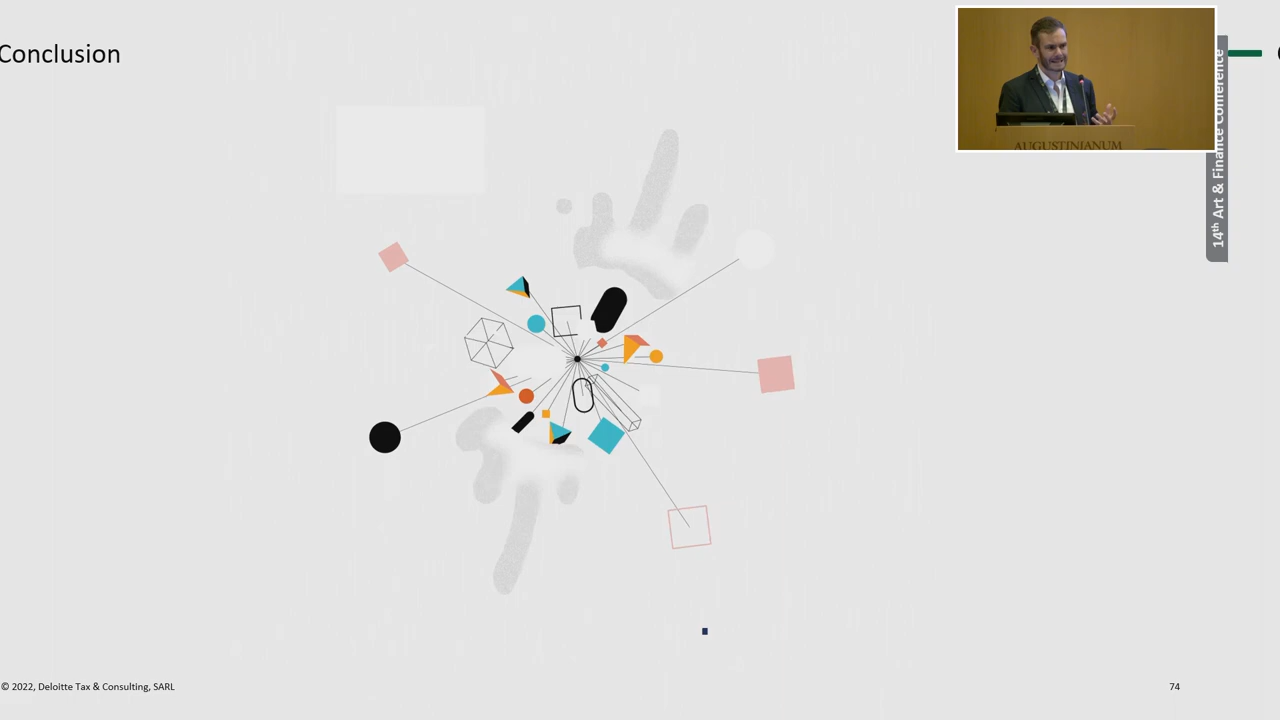 Conclusion
AUGUSTINIANUM
14th Art & Finance Conference
© 2022, Deloitte Tax & Consulting, SARL
74